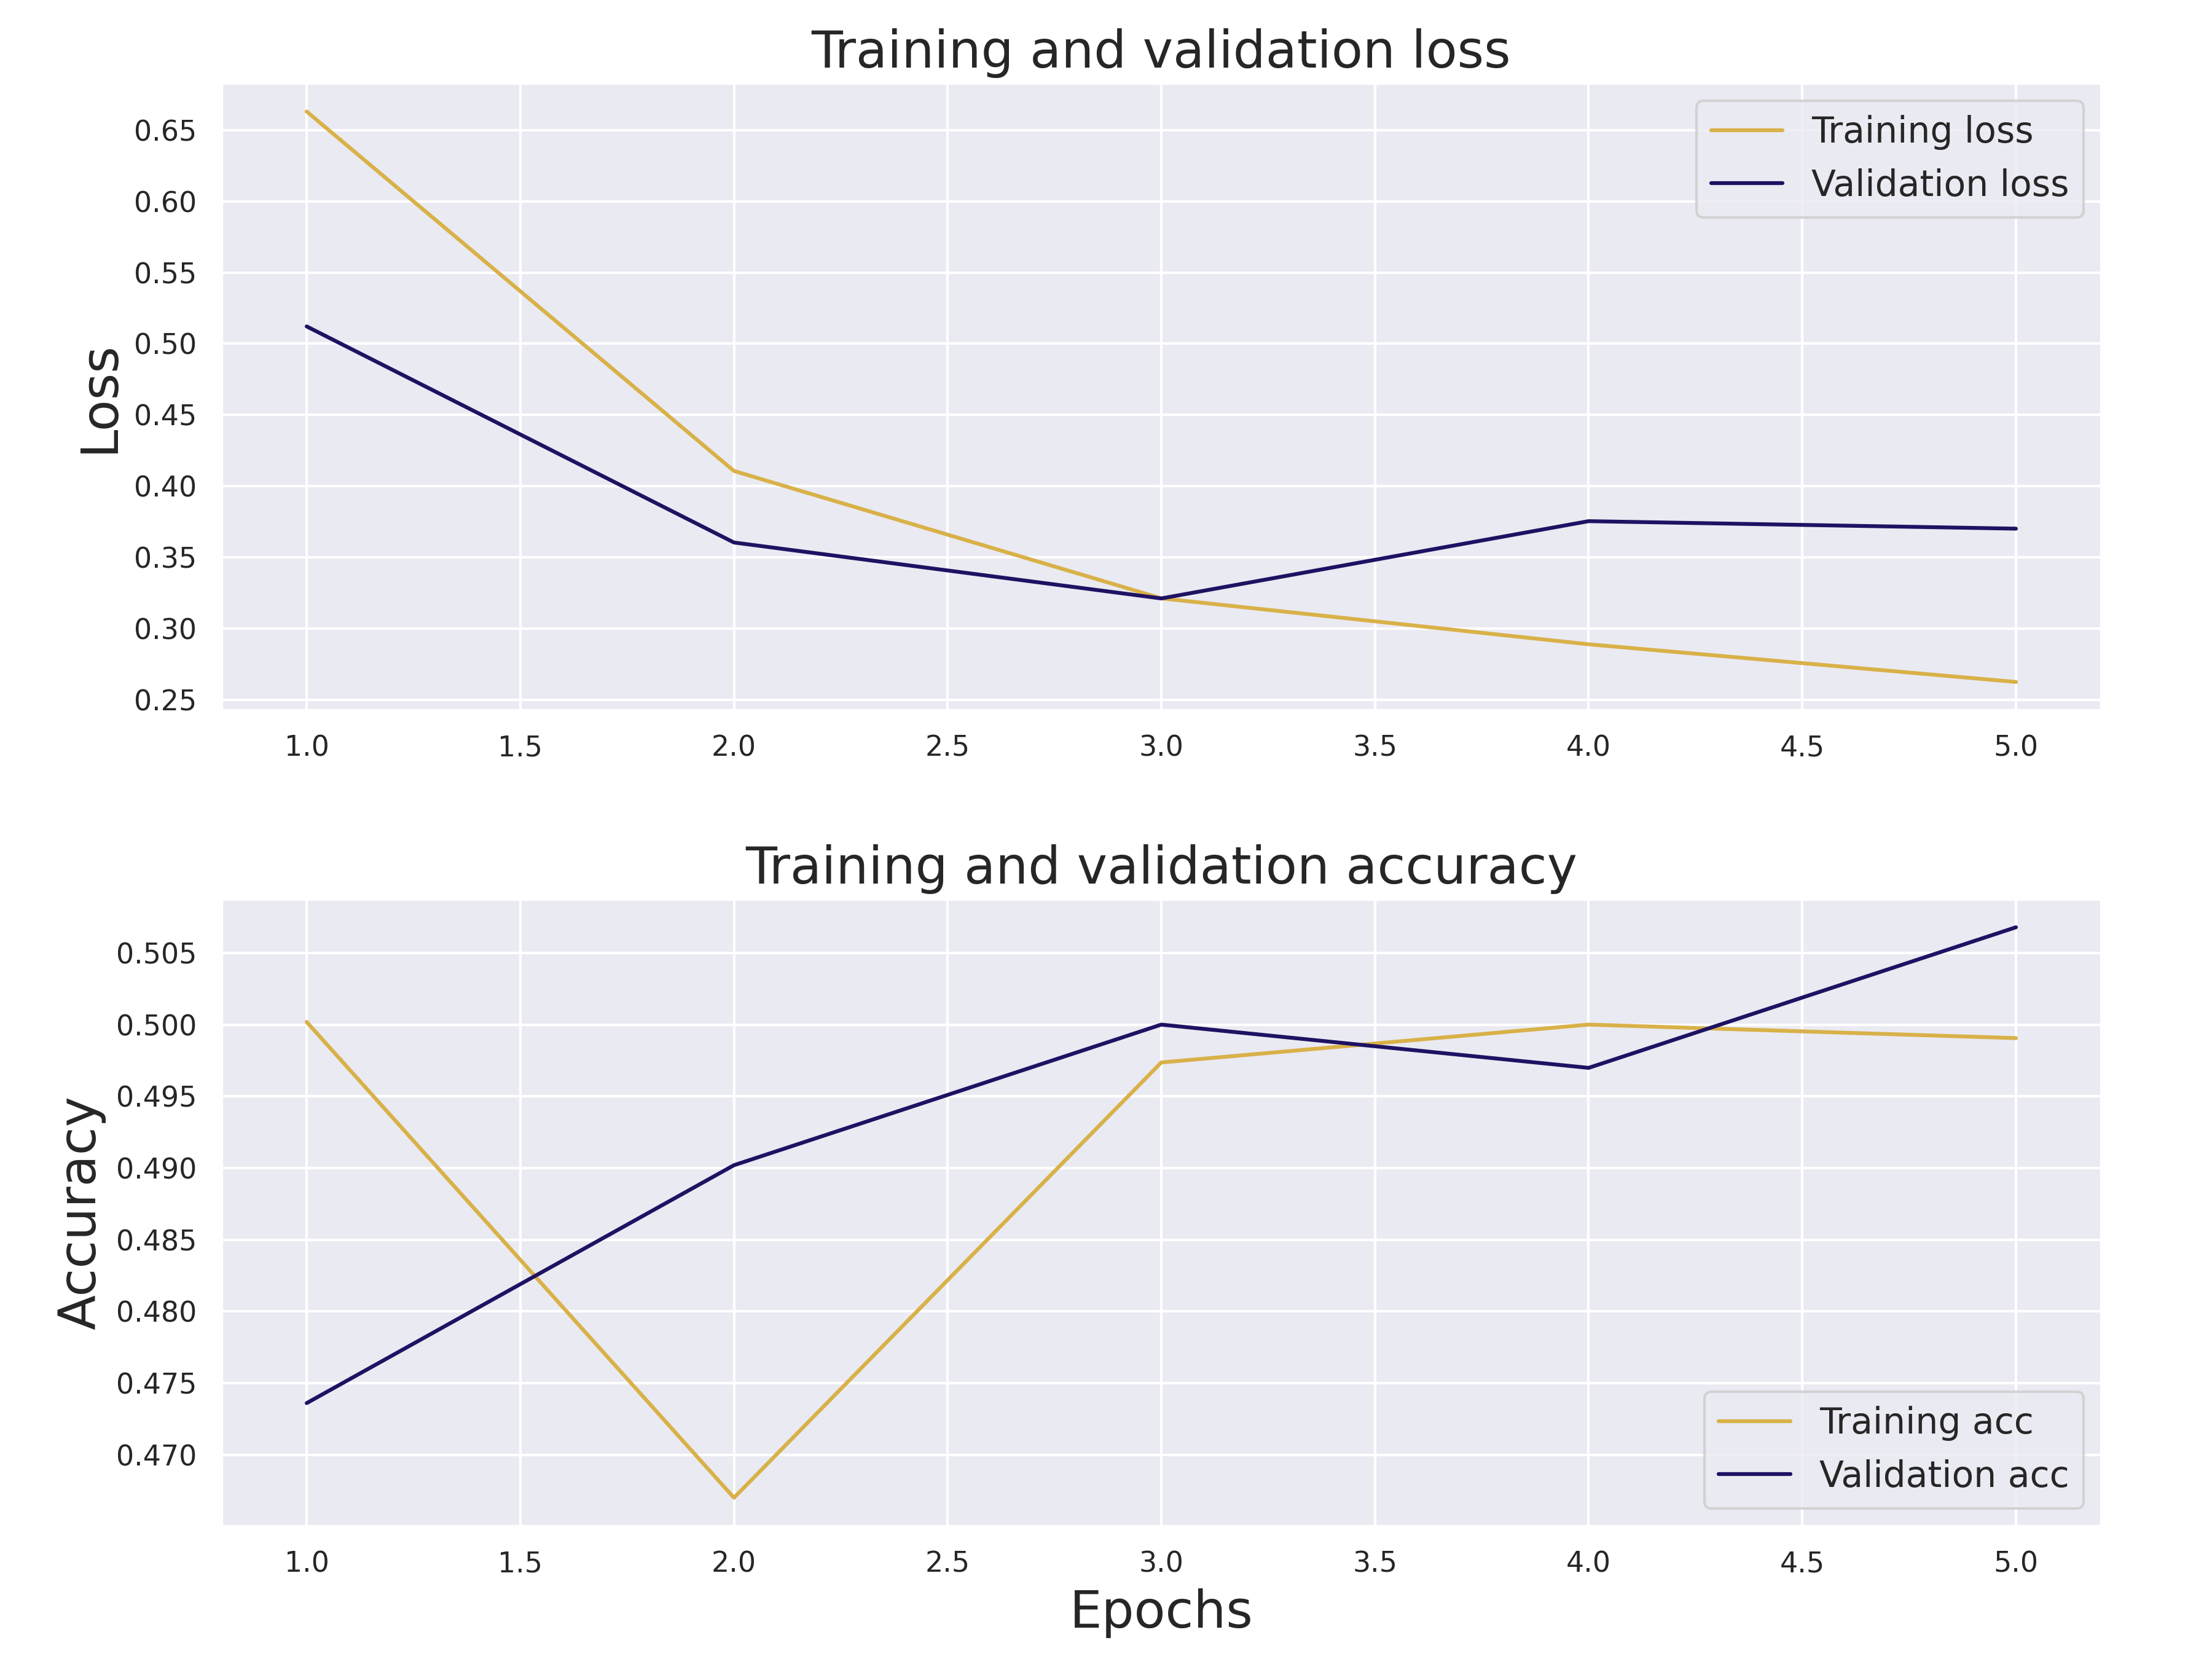 Training and validation loss
Training loss
Validation loss
Loss
0.65
0.60
0.55
0.50
0.45
0.40
0.35
0.30
0.25
1.0 1.5 2.0 2.5 3.0 3.5 4.0 4.5 5.0
Training and validation accuracy
Accuracy
0.505
0.500
0.495
0.490
0.485
0.480
0.475
0.470
Training acc
Validation acc
1.0 1.5 2.0 2.5 3.0 3.5 4.0 4.5 5.0
Epochs